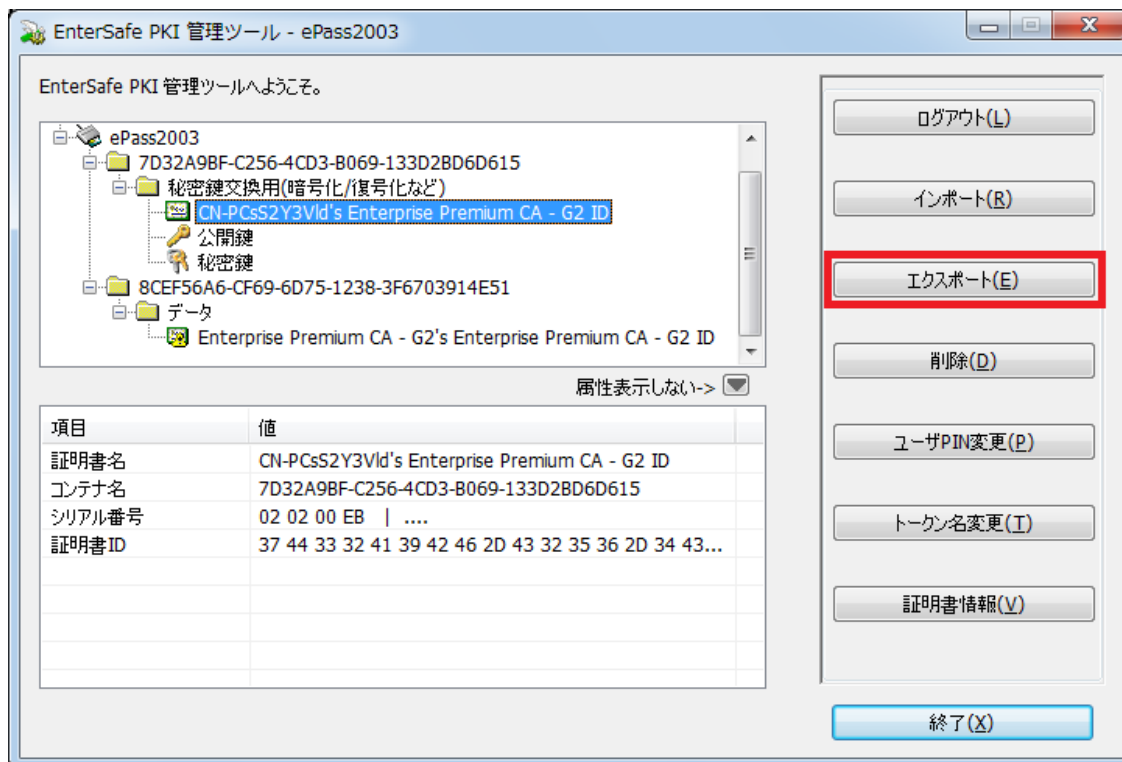 EnterSafe PKI 管理ツール - ePass2003
EnterSafe PKI 管理ツールへようこそ。
ePass2003
7D32A9BF-C256-4CD3-B069-133D2BD6D615
秘密鍵交換用(暗号化/復号化など)
CN-PCsS2Y3Vld's Enterprise Premium CA - G2 ID
公開鍵
秘密鍵
8CEF56A6-CF69-6D75-1238-3F6703914E51
データ
Enterprise Premium CA - G2's Enterprise Premium CA - G2 ID
属性表示しない->
項目 値
証明書名 CN-PCsS2Y3Vld's Enterprise Premium CA - G2 ID
コンテナ名 7D32A9BF-C256-4CD3-B069-133D2BD6D615
シリアル番号 02 02 00 EB | ....
証明書ID 37 44 33 32 41 39 42 46 2D 43 32 35 36 2D 34 43...
ログアウト(L)
インポート(R)
エクスポート(E)
削除(D)
ユーザPIN変更(P)
トークン名変更(T)
証明書情報(V)
終了(X)